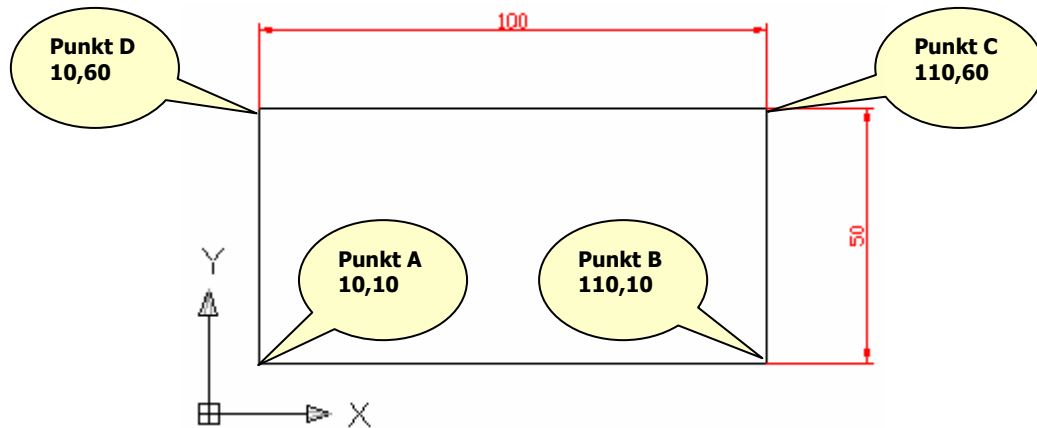 100
Punkt D
10,60
Punkt C
110,60
50
Punkt A
10,10
Punkt B
110,10
Y
X